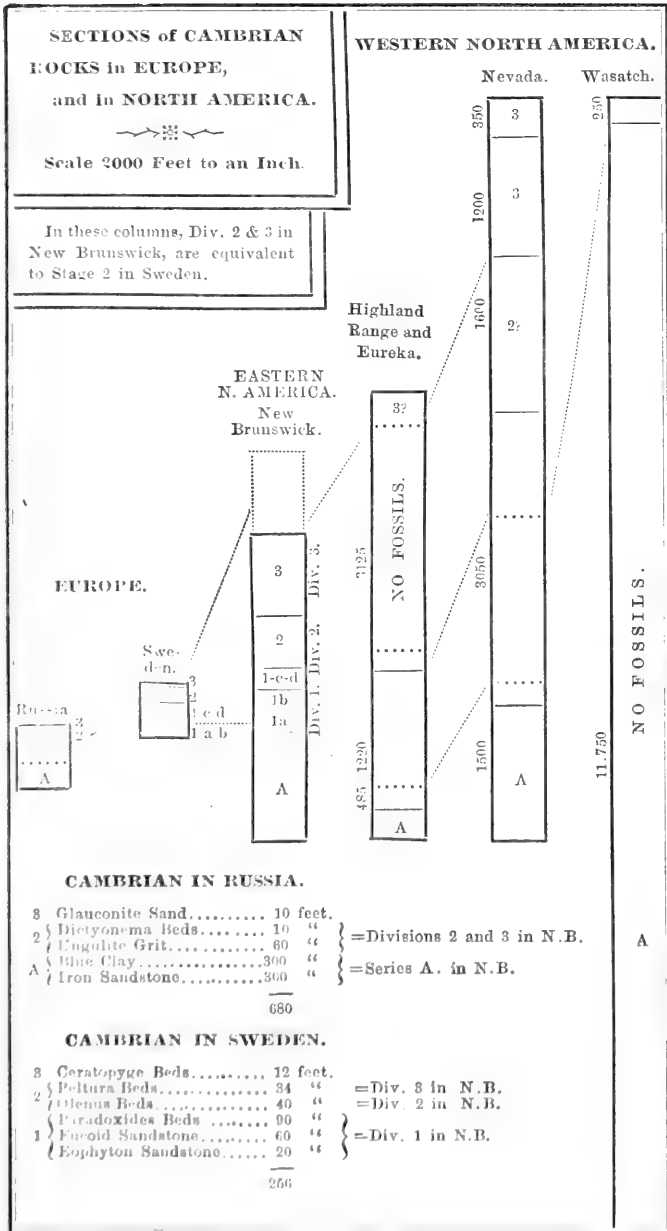 SECTIONS of CAMBRIAN
ROCKS in EUROPE,
and in NORTH AMERICA.
Scale 2000 Feet to an Inch.
In these columns, Div. 2 & 3 in
New Brunswick, are equivalent
to Stage 2 in Sweden.
WESTERN NORTH AMERICA.
Nevada.
Wasatch.
350
3
250
1200
3
1600
2?
3050
1500
A
11.750
NO FOSSILS.
A
Highland
Range and
Eureka.
3?
NO FOSSILS.
3125
1220
485
A
EASTERN
N. AMERICA.
New
Brunswick.
3
Div. 3.
2
Div. 2.
1-c-d
1b
1a
Div. 1.
A
EUROPE.
Swe-
den.
3
2
1 c d
1 a b
Russia
3
2
A
CAMBRIAN IN RUSSIA.
3 Glauconite Sand.......... 10 feet.
2 Dictyonema Beds......... 10 “
Ungulite Grit............ 60 “ =Divisions 2 and 3 in N.B.
A Blue Clay...............300 “
Iron Sandstone..........300 “ =Series A. in N.B.
680
CAMBRIAN IN SWEDEN.
3 Ceratopyge Beds.......... 12 feet.
2 Peltura Beds.............. 34 “ =Div. 3 in N.B.
Olenus Beds.............. 40 “ =Div. 2 in N.B.
1 Paradoxides Beds ....... 90 “
Fucoid Sandstone....... 60 “ =Div. 1 in N.B.
Eophyton Sandstone...... 20 “
256